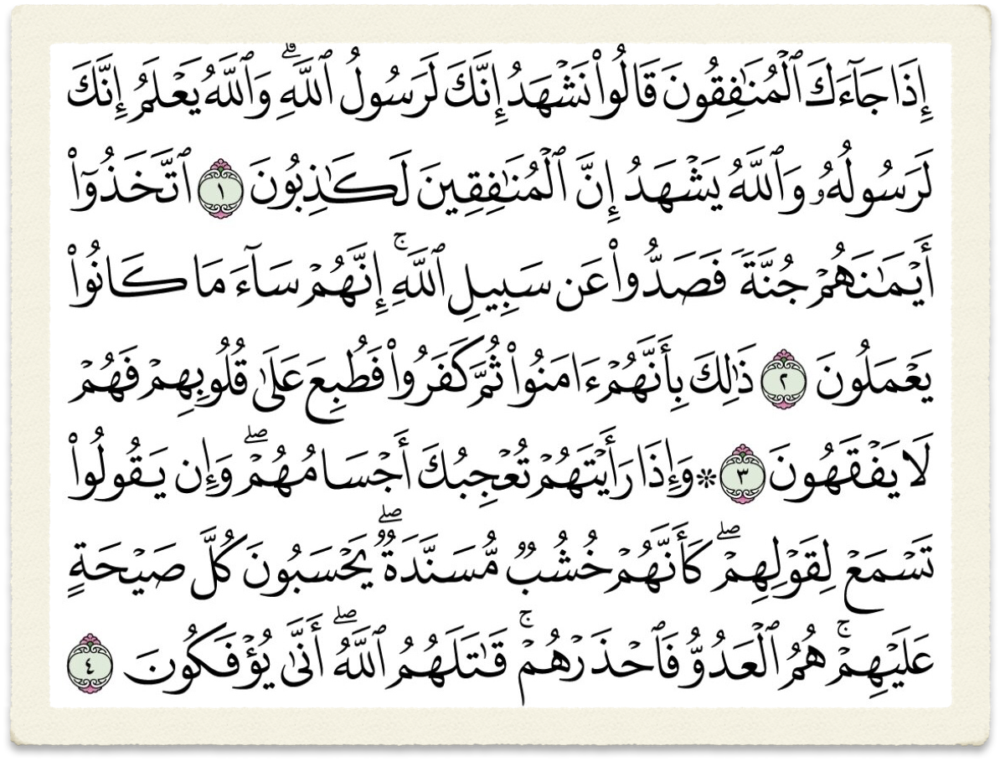 إِذَا جَآءَكَ ٱلْمُنَٰفِقُونَ قَالُوا۟ نَشْهَدُ إِنَّكَ لَرَسُولُ ٱللَّهِۗ وَٱللَّهُ يَعْلَمُ إِنَّكَ
لَرَسُولُهُۥ وَٱللَّهُ يَشْهَدُ إِنَّ ٱلْمُنَٰفِقِينَ لَكَٰذِبُونَ ١ ٱتَّخَذُوٓا۟
أَيْمَٰنَهُمْ جُنَّةً فَصَدُّوا۟ عَن سَبِيلِ ٱللَّهِۚ إِنَّهُمْ سَآءَ مَا كَانُوا۟
يَعْمَلُونَ ٢ ذَٰلِكَ بِأَنَّهُمْ ءَامَنُوا۟ ثُمَّ كَفَرُوا۟ فَطُبِعَ عَلَىٰ قُلُوبِهِمْ فَهُمْ
لَا يَفْقَهُونَ ٣ ۞ وَإِذَا رَأَيْتَهُمْ تُعْجِبُكَ أَجْسَامُهُمْۖ وَإِن يَقُولُوا۟
تَسْمَعْ لِقَوْلِهِمْۖ كَأَنَّهُمْ خُشُبٌ مُّسَنَّدَةٌۖ يَحْسَبُونَ كُلَّ صَيْحَةٍ
عَلَيْهِمْۚ هُمُ ٱلْعَدُوُّ فَٱحْذَرْهُمْۚ قَٰتَلَهُمُ ٱللَّهُۖ أَنَّىٰ يُؤْفَكُونَ ٤